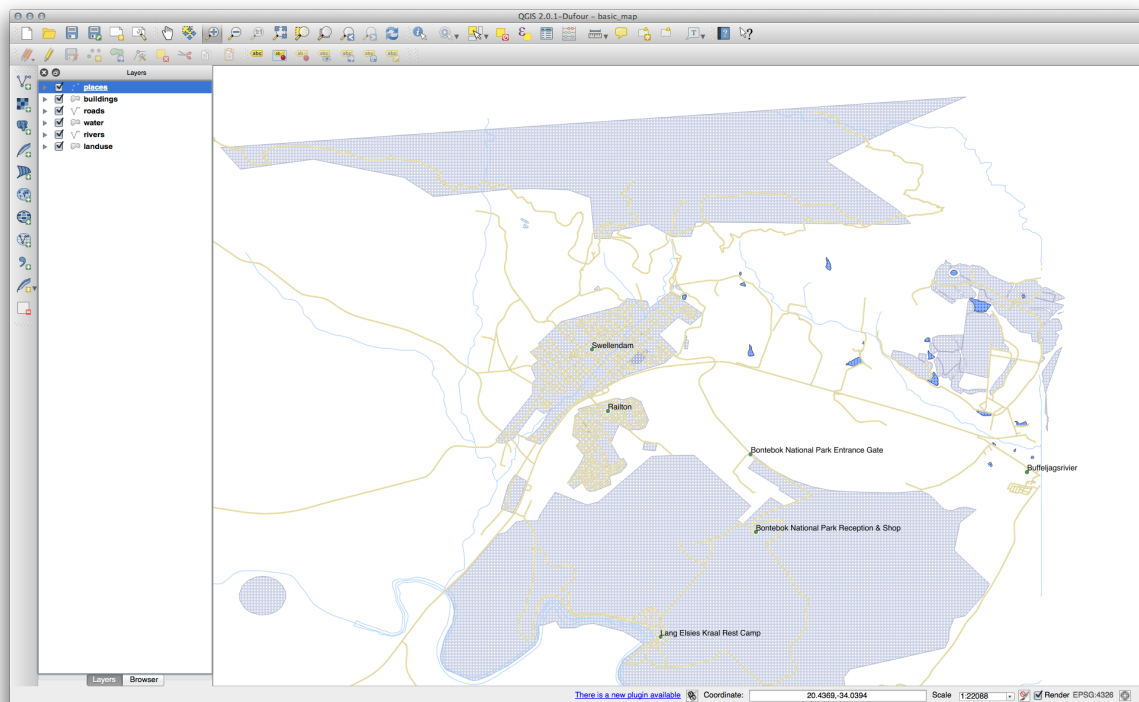 QGIS 2.0.1-Dufour - basic_map
Layers
places
buildings
roads
water
rivers
landuse
Swellendam
Railton
Bontebok National Park Entrance Gate
Buffeljagsrivier
Bontebok National Park Reception & Shop
Lang Elsies Kraal Rest Camp
Layers Browser
There is a new plugin available Coordinate: 20.4369,-34.0394 Scale 1:22088 Render EPSG:4326